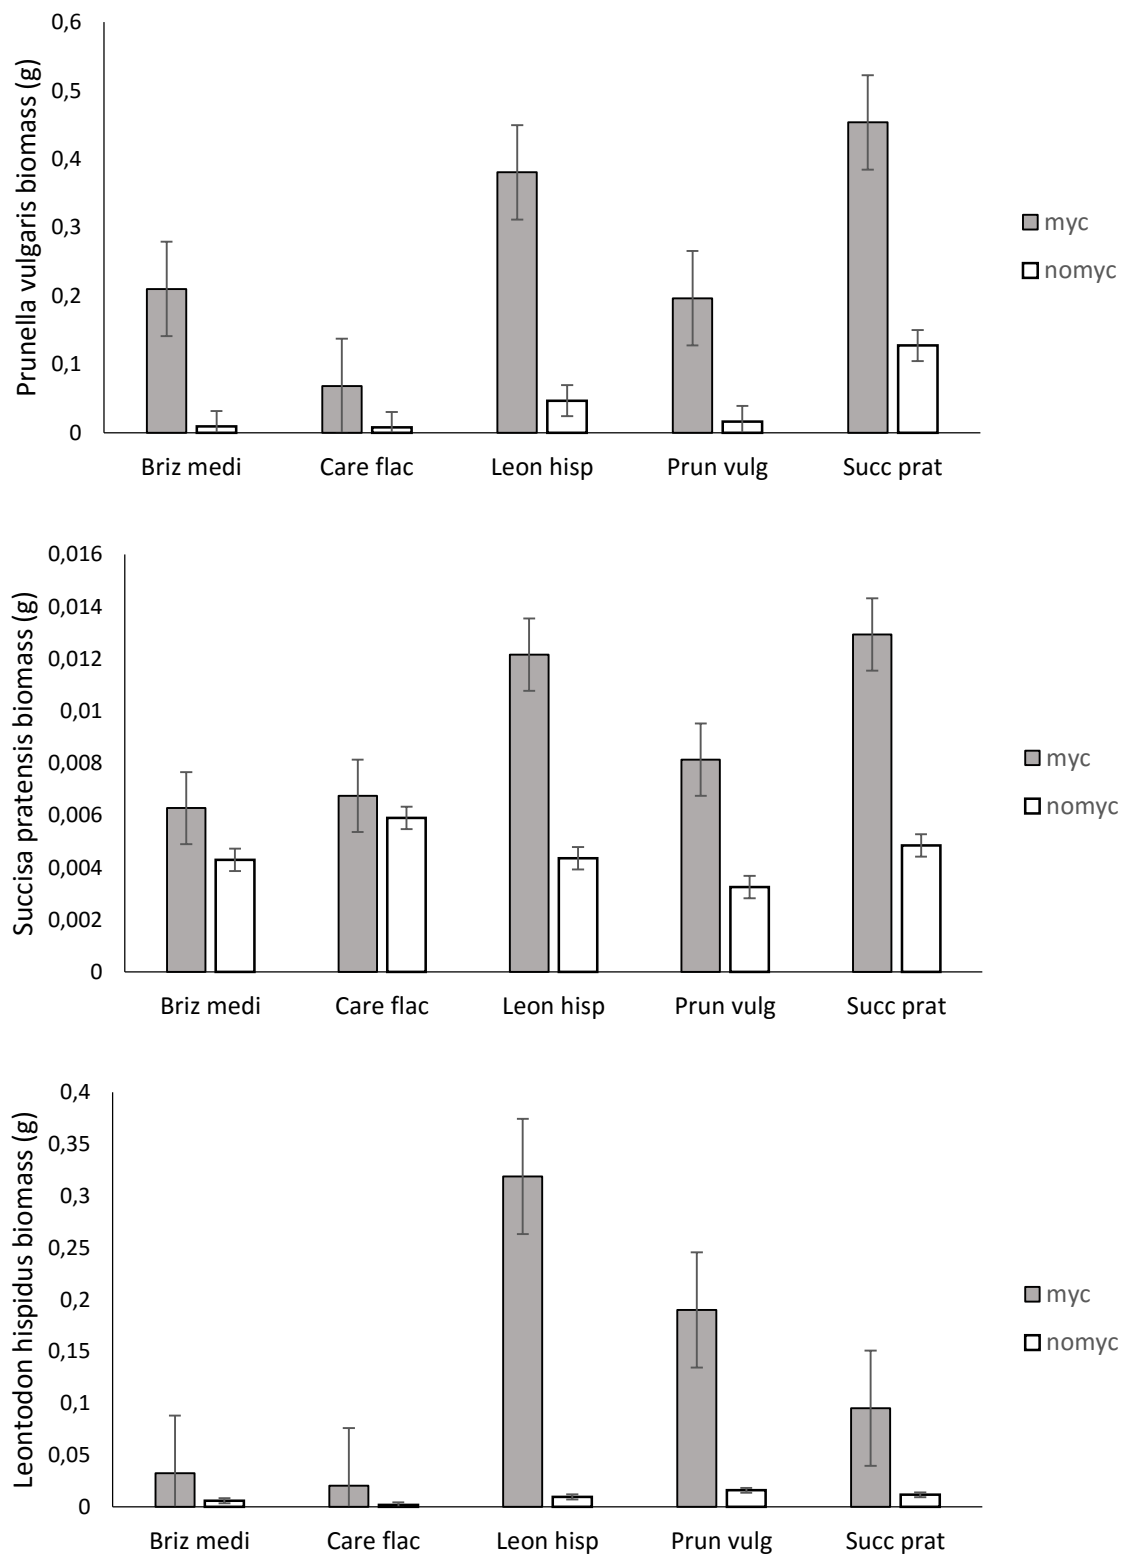 Prunella vulgaris biomass (g)
0,6
0,5
0,4
0,3
0,2
0,1
0
Briz medi
Care flac
Leon hisp
Prun vulg
Succ prat
myc
nomyc
Succisa pratensis biomass (g)
0,016
0,014
0,012
0,01
0,008
0,006
0,004
0,002
0
Briz medi
Care flac
Leon hisp
Prun vulg
Succ prat
myc
nomyc
Leontodon hispidus biomass (g)
0,4
0,35
0,3
0,25
0,2
0,15
0,1
0,05
0
Briz medi
Care flac
Leon hisp
Prun vulg
Succ prat
myc
nomyc